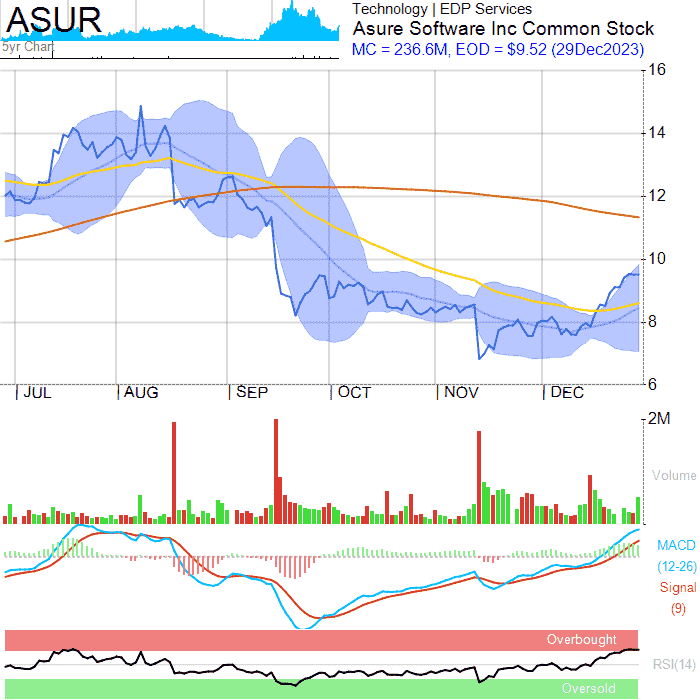 ASUR
5yr Chart
Technology | EDP Services
Asure Software Inc Common Stock
MC = 236.6M, EOD = $9.52 (29Dec2023)
16
14
12
10
8
6
JUL
AUG
SEP
OCT
NOV
DEC
2M
Volume
MACD
(12-26)
Signal
(9)
Overbought
RSI(14)
Oversold